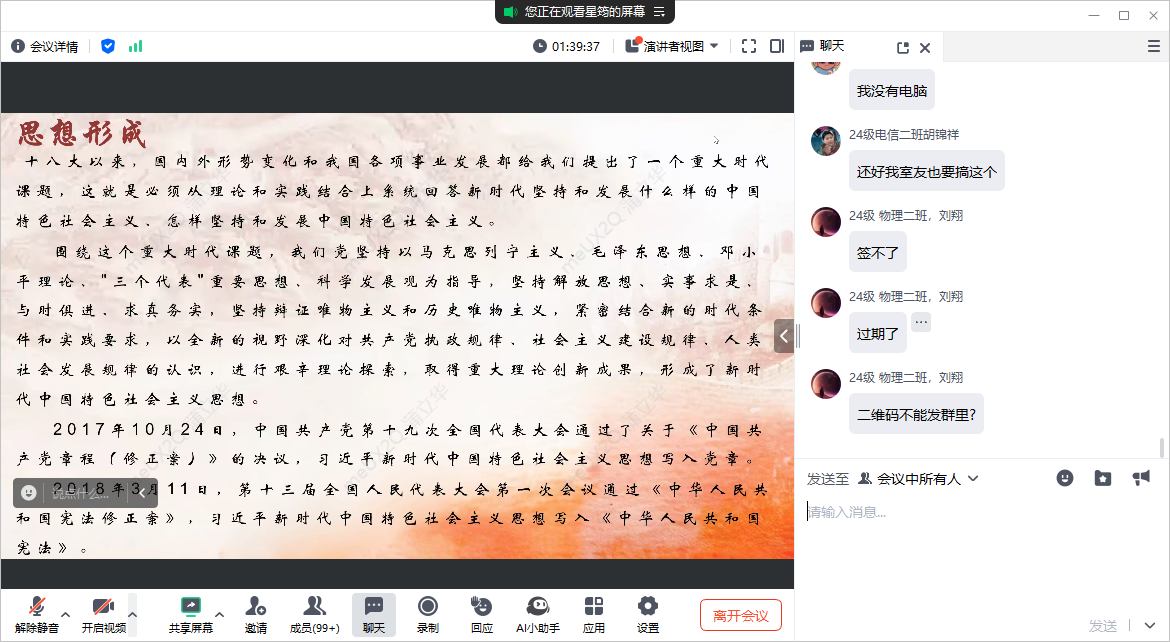 您正在观看星筠的屏幕
会议详情
01:39:37
演讲者视图
聊天
思想形成
十八大以来，国内外形势变化和我国各项事业发展都给我们提出了一个重大时代
课题，这就是必须从理论和实践结合上系统回答新时代坚持和发展什么样的中国
特色社会主义、怎样坚持和发展中国特色社会主义。
围绕这个重大时代课题，我们党坚持以马克思列宁主义、毛泽东思想、邓小
平理论、"三个代表"重要思想、科学发展观为指导，坚持解放思想、实事求是、
与时俱进、求真务实，坚持辩证唯物主义和历史唯物主义，紧密结合新的时代条
件和实践要求，以全新的视野深化对共产党执政规律、社会主义建设规律、人类
社会发展规律的认识，进行艰辛理论探索，取得重大理论创新成果，形成了新时
代中国特色社会主义思想。
2017年10月24日，中国共产党第十九次全国代表大会通过了关于《中国共
产党章程（修正案）》的决议，习近平新时代中国特色社会主义思想写入党章。
2018年3月11日，第十三届全国人民代表大会第一次会议通过《中华人民共
和国宪法修正案》，习近平新时代中国特色社会主义思想写入《中华人民共和国
宪法》。
说点什么...
我没有电脑
24级电信二班胡锦祥
还好我室友也要搞这个
24级 物理二班，刘翔
签不了
24级 物理二班，刘翔
过期了
24级 物理二班，刘翔
二维码不能发群里?
发送至 会议中所有人
请输入消息...
发送
解除静音
开启视频
共享屏幕
邀请
成员(99+)
聊天
录制
回应
AI小助手
应用
设置
离开会议